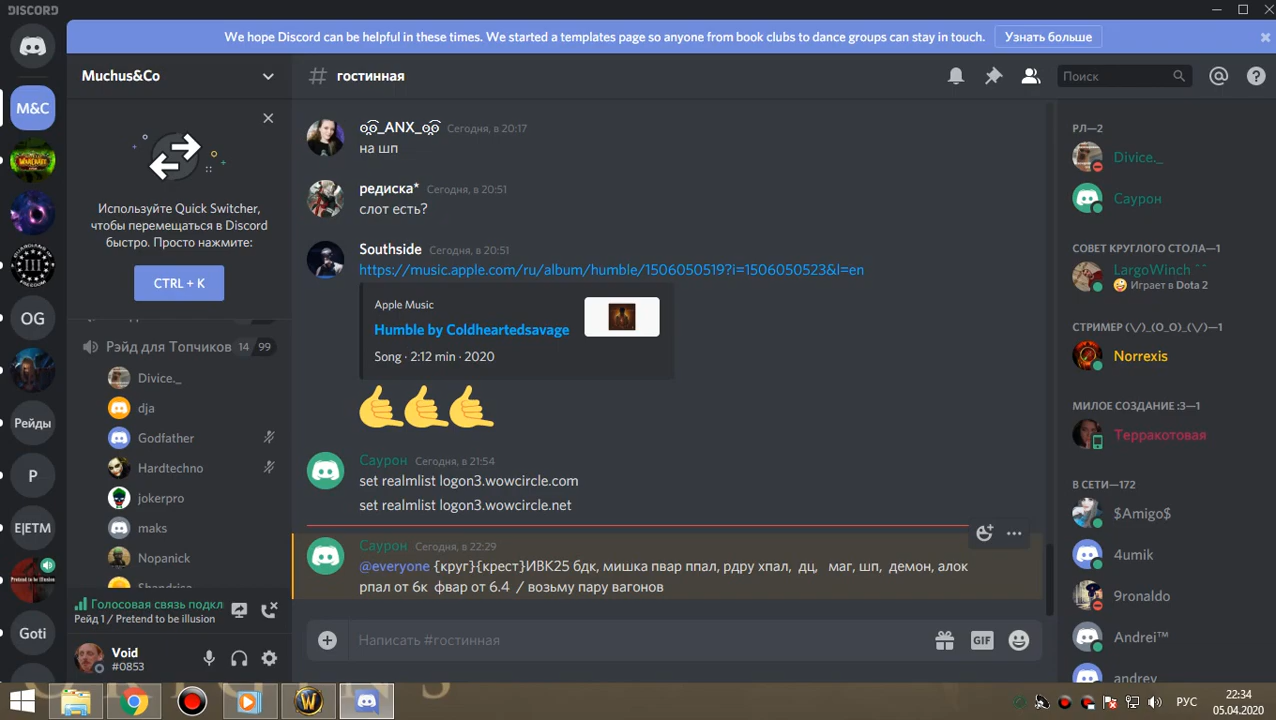 DISCORD
We hope Discord can be helpful in these times. We started a templates page so anyone from book clubs to dance groups can stay in touch.
Узнать больше
M&C
OG
Рейды
P
E|ETM
Pretend to be illusion
Goti
Muchus&Co
Используйте Quick Switcher,
чтобы перемещаться в Discord
быстро. Просто нажмите:
CTRL + K
Рэйд для Топчиков 14 99
Divice._
dja
Godfather
Hardtechno
jokerpro
maks
Nopanick
Голосовая связь подкл
Рейд 1 / Pretend to be illusion
Void
#0853
# гостинная
Поиск
o͡͡o_ANX_o͡͡o Сегодня, в 20:17
на шп
редиска* Сегодня, в 20:51
слот есть?
Southside Сегодня, в 20:51
https://music.apple.com/ru/album/humble/1506050519?i=1506050523&l=en
Apple Music
Humble by Coldheartedsavage
Song · 2:12 min · 2020
Саурон Сегодня, в 21:54
set realmlist logon3.wowcircle.com
set realmlist logon3.wowcircle.net
Саурон Сегодня, в 22:29
@everyone {круг}{крест}ИВК25 бдк, мишка пвар ппал, рдру хпал, дц, маг, шп, демон, алок
рпал от 6к фвар от 6.4 / возьму пару вагонов
Написать #гостинная
GIF
РЛ—2
Divice._
Саурон
СОВЕТ КРУГЛОГО СТОЛА—1
LargoWinch ^^
Играет в Dota 2
СТРИМЕР (\/)_(O_O)_(\/)—1
Norrexis
МИЛОЕ СОЗДАНИЕ :3—1
Терракотовая
В СЕТИ—172
$Amigo$
4umik
9ronaldo
Andrei™
andrey
РУС
22:34
05.04.2020